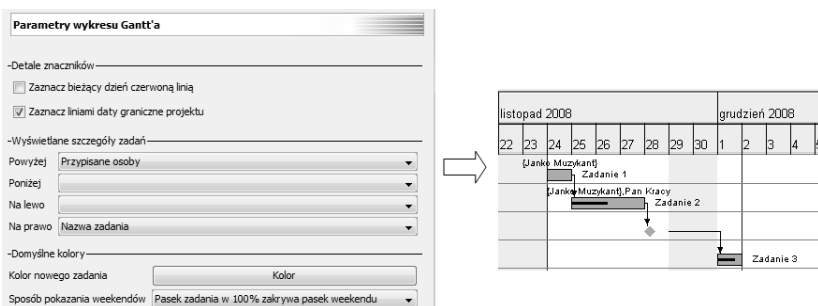 Parametry wykresu Gantt'a
Detale znaczników
Zaznacz bieżący dzień czerwoną linią
Zaznacz liniami daty graniczne projektu
Wyświetlane szczegóły zadań
Powyżej Przypisane osoby
Poniżej
Na lewo
Na prawo Nazwa zadania
Domyślne kolory
Kolor nowego zadania Kolor
Sposób pokazania weekendów Pasek zadania w 100% zakrywa pasek weekendu
listopad 2008 grudzień 2008
22 23 24 25 26 27 28 29 30 1 2 3 4
{Janko Muzykant}
Zadanie 1
{Janko Muzykant},Pan Kracy
Zadanie 2
Zadanie 3